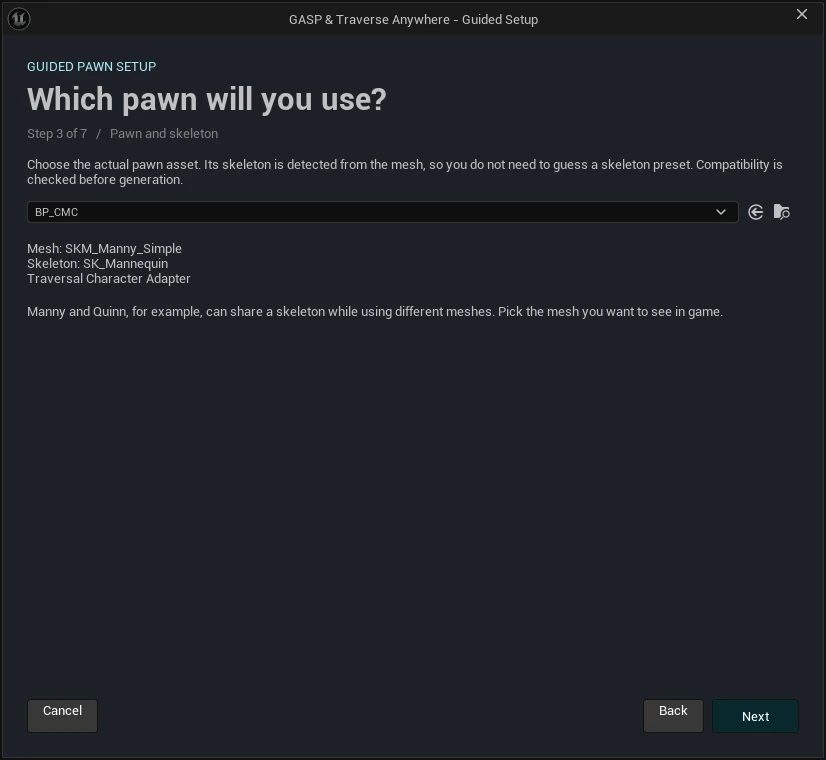 GASP & Traverse Anywhere - Guided Setup
GUIDED PAWN SETUP
Which pawn will you use?
Step 3 of 7 / Pawn and skeleton
Choose the actual pawn asset. Its skeleton is detected from the mesh, so you do not need to guess a skeleton preset. Compatibility is
checked before generation.
BP_CMC
Mesh: SKM_Manny_Simple
Skeleton: SK_Mannequin
Traversal Character Adapter
Manny and Quinn, for example, can share a skeleton while using different meshes. Pick the mesh you want to see in game.
Cancel
Back
Next